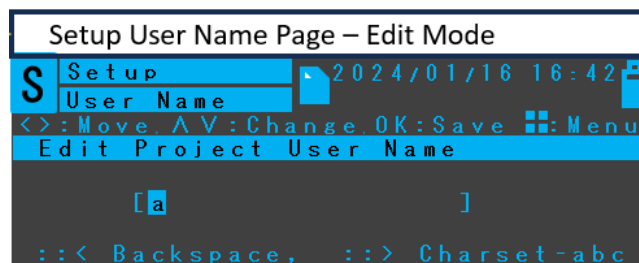 Setup User Name Page – Edit Mode
S Setup 2024/01/16 16:42
User Name
<>:Move,ΛV:Change,OK:Save :Menu
Edit Project User Name
[a ]
::< Backspace, ::> Charset-abc